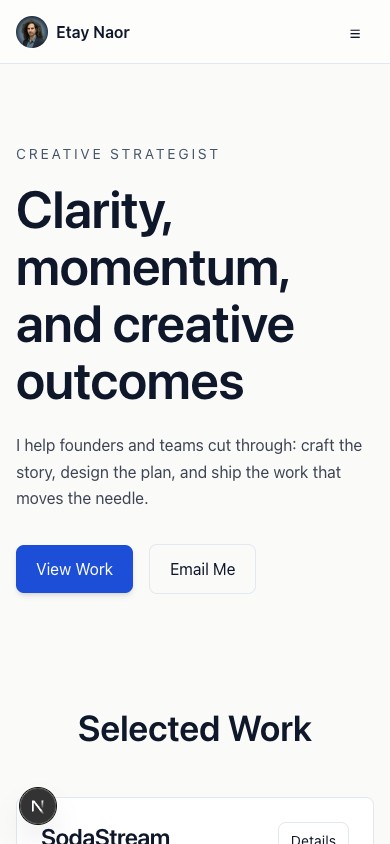 Etay Naor
≡
CREATIVE STRATEGIST
Clarity,
momentum,
and creative
outcomes
I help founders and teams cut through: craft the
story, design the plan, and ship the work that
moves the needle.
View Work
Email Me
Selected Work
N
SodaStream
Details